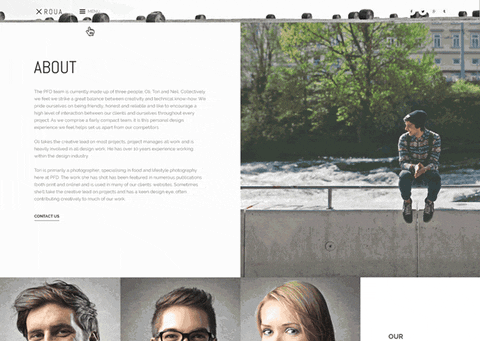 ROUA
MENU
ABOUT
The PFD team is currently made up of three people, Oli, Tori and Neil. Collectively
we feel we strike a great balance between creativity and technical know-how. We
pride ourselves on being friendly, honest and reliable and like to encourage a
high level of interaction between our clients and ourselves throughout every
project. As we comprise a fairly compact team, it is this personal design
experience we feel helps set us apart from our competitors.
Oli takes the creative lead on most projects, project manages all work and is
heavily involved in all design work. He has over 10 years experience working
within the design industry.
Tori is primarily a photographer, specialising in food and lifestyle photography
here at PFD. The work she has shot has been featured in numerous publications
(both print and online) and is used in many of our clients' websites. Sometimes
she'll take the creative lead on projects and has a keen design eye, often
contributing creatively to much of our work.
CONTACT US
OUR